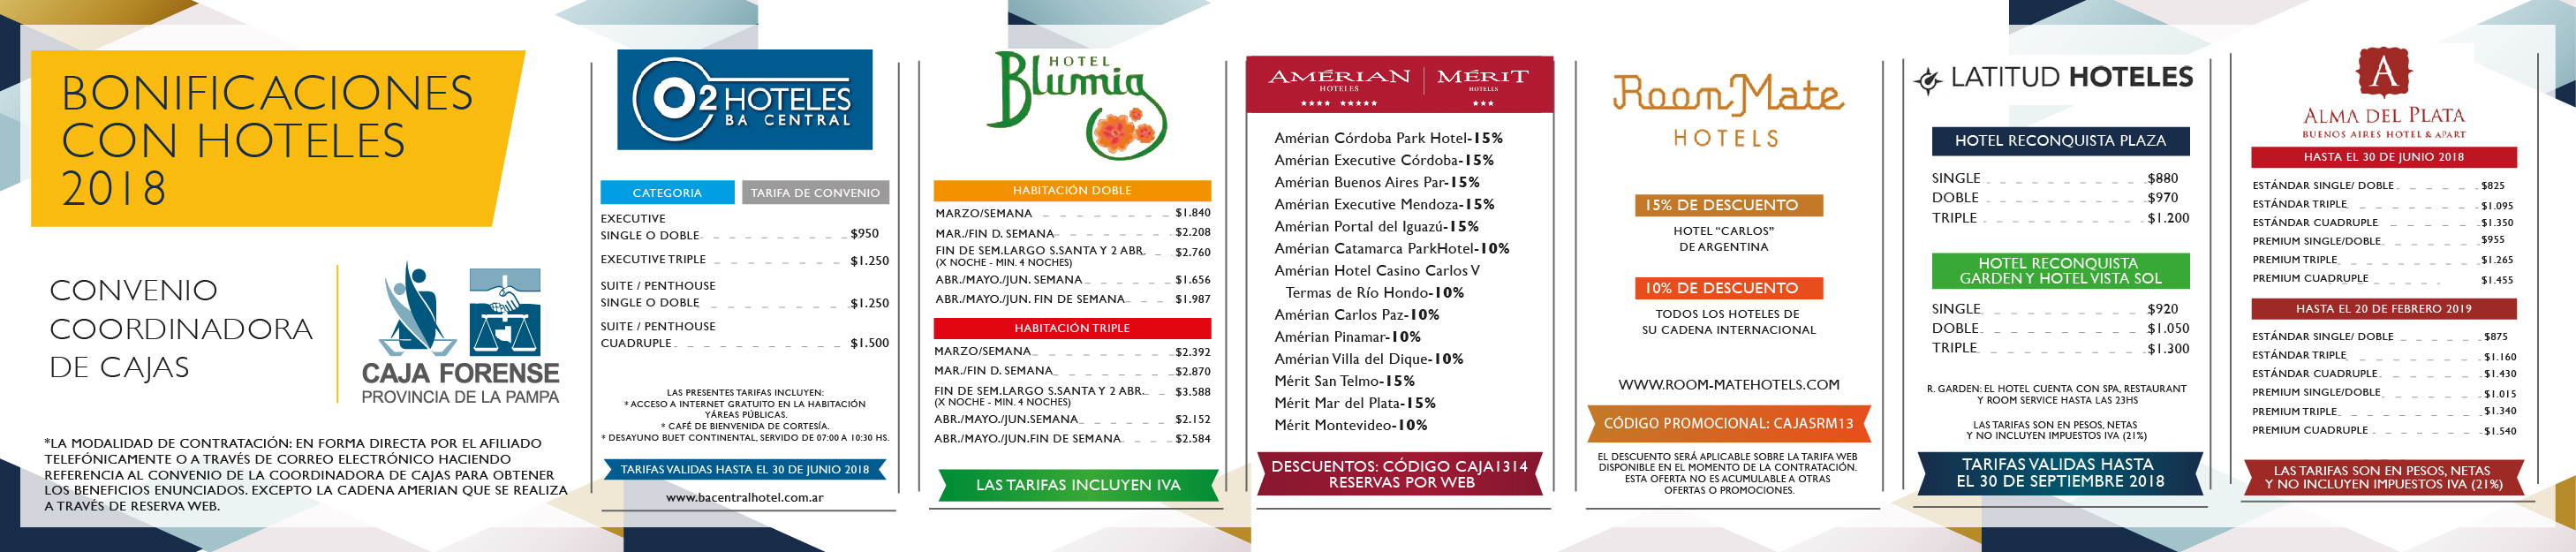 BONIFICACIONES
CON HOTELES
2018
CONVENIO
COORDINADORA
DE CAJAS
CAJA FORENSE
PROVINCIA DE LA PAMPA
*LA MODALIDAD DE CONTRATACIÓN: EN FORMA DIRECTA POR EL AFILIADO
TELEFÓNICAMENTE O A TRAVÉS DE CORREO ELECTRÓNICO HACIENDO
REFERENCIA AL CONVENIO DE LA COORDINADORA DE CAJAS PARA OBTENER
LOS BENEFICIOS ENUNCIADOS. EXCEPTO LA CADENA AMERIAN QUE SE REALIZA
A TRAVÉS DE RESERVA WEB.
O2 HOTELES
BA CENTRAL
CATEGORIA TARIFA DE CONVENIO
EXECUTIVE
SINGLE O DOBLE $950
EXECUTIVE TRIPLE $1.250
SUITE / PENTHOUSE
SINGLE O DOBLE $1.250
SUITE / PENTHOUSE
CUADRUPLE $1.500
LAS PRESENTES TARIFAS INCLUYEN:
* ACCESO A INTERNET GRATUITO EN LA HABITACIÓN
YÁREAS PÚBLICAS.
* CAFÉ DE BIENVENIDA DE CORTESÍA.
* DESAYUNO BUET CONTINENTAL, SERVIDO DE 07:00 A 10:30 HS.
TARIFAS VALIDAS HASTA EL 30 DE JUNIO 2018
www.bacentralhotel.com.ar
HOTEL
Blumig
HABITACIÓN DOBLE
MARZO/SEMANA $1.840
MAR./FIN D. SEMANA $2.208
FIN DE SEM.LARGO S.SANTA Y 2 ABR. $2.760
(X NOCHE - MIN. 4 NOCHES)
ABR./MAYO./JUN. SEMANA $1.656
ABR./MAYO./JUN. FIN DE SEMANA $1.987
HABITACIÓN TRIPLE
MARZO/SEMANA $2.392
MAR./FIN D. SEMANA $2.870
FIN DE SEM.LARGO S.SANTA Y 2 ABR. $3.588
(X NOCHE - MIN. 4 NOCHES)
ABR./MAYO./JUN.SEMANA $2.152
ABR./MAYO./JUN.FIN DE SEMANA $2.584
LAS TARIFAS INCLUYEN IVA
AMÉRIAN MÉRIT
HOTELES HOTELES
★★★★ ★★★★★ ★★★
Amérian Córdoba Park Hotel-15%
Amérian Executive Córdoba-15%
Amérian Buenos Aires Par-15%
Amérian Executive Mendoza-15%
Amérian Portal del Iguazú-15%
Amérian Catamarca ParkHotel-10%
Amérian Hotel Casino Carlos V
Termas de Río Hondo-10%
Amérian Carlos Paz-10%
Amérian Pinamar-10%
Amérian Villa del Dique-10%
Mérit San Telmo-15%
Mérit Mar del Plata-15%
Mérit Montevideo-10%
DESCUENTOS: CÓDIGO CAJA1314
RESERVAS POR WEB
Room Mate
HOTELS
15% DE DESCUENTO
HOTEL “CARLOS”
DE ARGENTINA
10% DE DESCUENTO
TODOS LOS HOTELES DE
SU CADENA INTERNACIONAL
WWW.ROOM-MATEHOTELS.COM
CÓDIGO PROMOCIONAL: CAJASRM13
EL DESCUENTO SERÁ APLICABLE SOBRE LA TARIFA WEB
DISPONIBLE EN EL MOMENTO DE LA CONTRATACIÓN.
ESTA OFERTA NO ES ACUMULABLE A OTRAS
OFERTAS O PROMOCIONES.
LATITUD HOTELES
HOTEL RECONQUISTA PLAZA
SINGLE $880
DOBLE $970
TRIPLE $1.200
HOTEL RECONQUISTA
GARDEN Y HOTEL VISTA SOL
SINGLE $920
DOBLE $1.050
TRIPLE $1.300
R. GARDEN: EL HOTEL CUENTA CON SPA, RESTAURANT
Y ROOM SERVICE HASTA LAS 23HS
LAS TARIFAS SON EN PESOS, NETAS
Y NO INCLUYEN IMPUESTOS IVA (21%)
TARIFAS VALIDAS HASTA
EL 30 DE SEPTIEMBRE 2018
A
ALMA DEL PLATA
BUENOS AIRES HOTEL & APART
HASTA EL 30 DE JUNIO 2018
ESTÁNDAR SINGLE/ DOBLE $825
ESTÁNDAR TRIPLE $1.095
ESTÁNDAR CUADRUPLE $1.350
PREMIUM SINGLE/DOBLE $955
PREMIUM TRIPLE $1.265
PREMIUM CUADRUPLE $1.455
HASTA EL 20 DE FEBRERO 2019
ESTÁNDAR SINGLE/ DOBLE $875
ESTÁNDAR TRIPLE $1.160
ESTÁNDAR CUADRUPLE $1.430
PREMIUM SINGLE/DOBLE $1.015
PREMIUM TRIPLE $1.340
PREMIUM CUADRUPLE $1.540
LAS TARIFAS SON EN PESOS, NETAS
Y NO INCLUYEN IMPUESTOS IVA (21%)